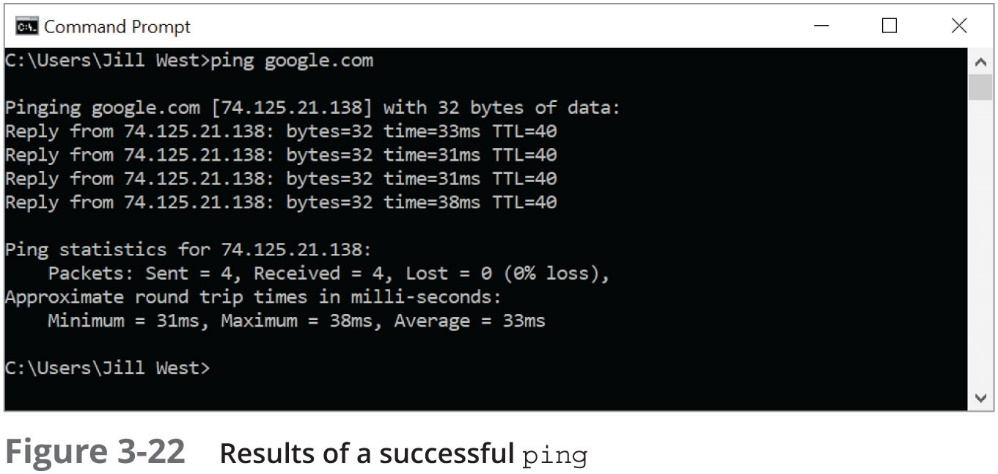 Command Prompt
C:\Users\Jill West>ping google.com
Pinging google.com [74.125.21.138] with 32 bytes of data:
Reply from 74.125.21.138: bytes=32 time=33ms TTL=40
Reply from 74.125.21.138: bytes=32 time=31ms TTL=40
Reply from 74.125.21.138: bytes=32 time=31ms TTL=40
Reply from 74.125.21.138: bytes=32 time=38ms TTL=40
Ping statistics for 74.125.21.138:
    Packets: Sent = 4, Received = 4, Lost = 0 (0% loss),
Approximate round trip times in milli-seconds:
    Minimum = 31ms, Maximum = 38ms, Average = 33ms
C:\Users\Jill West>
Figure 3-22 Results of a successful ping